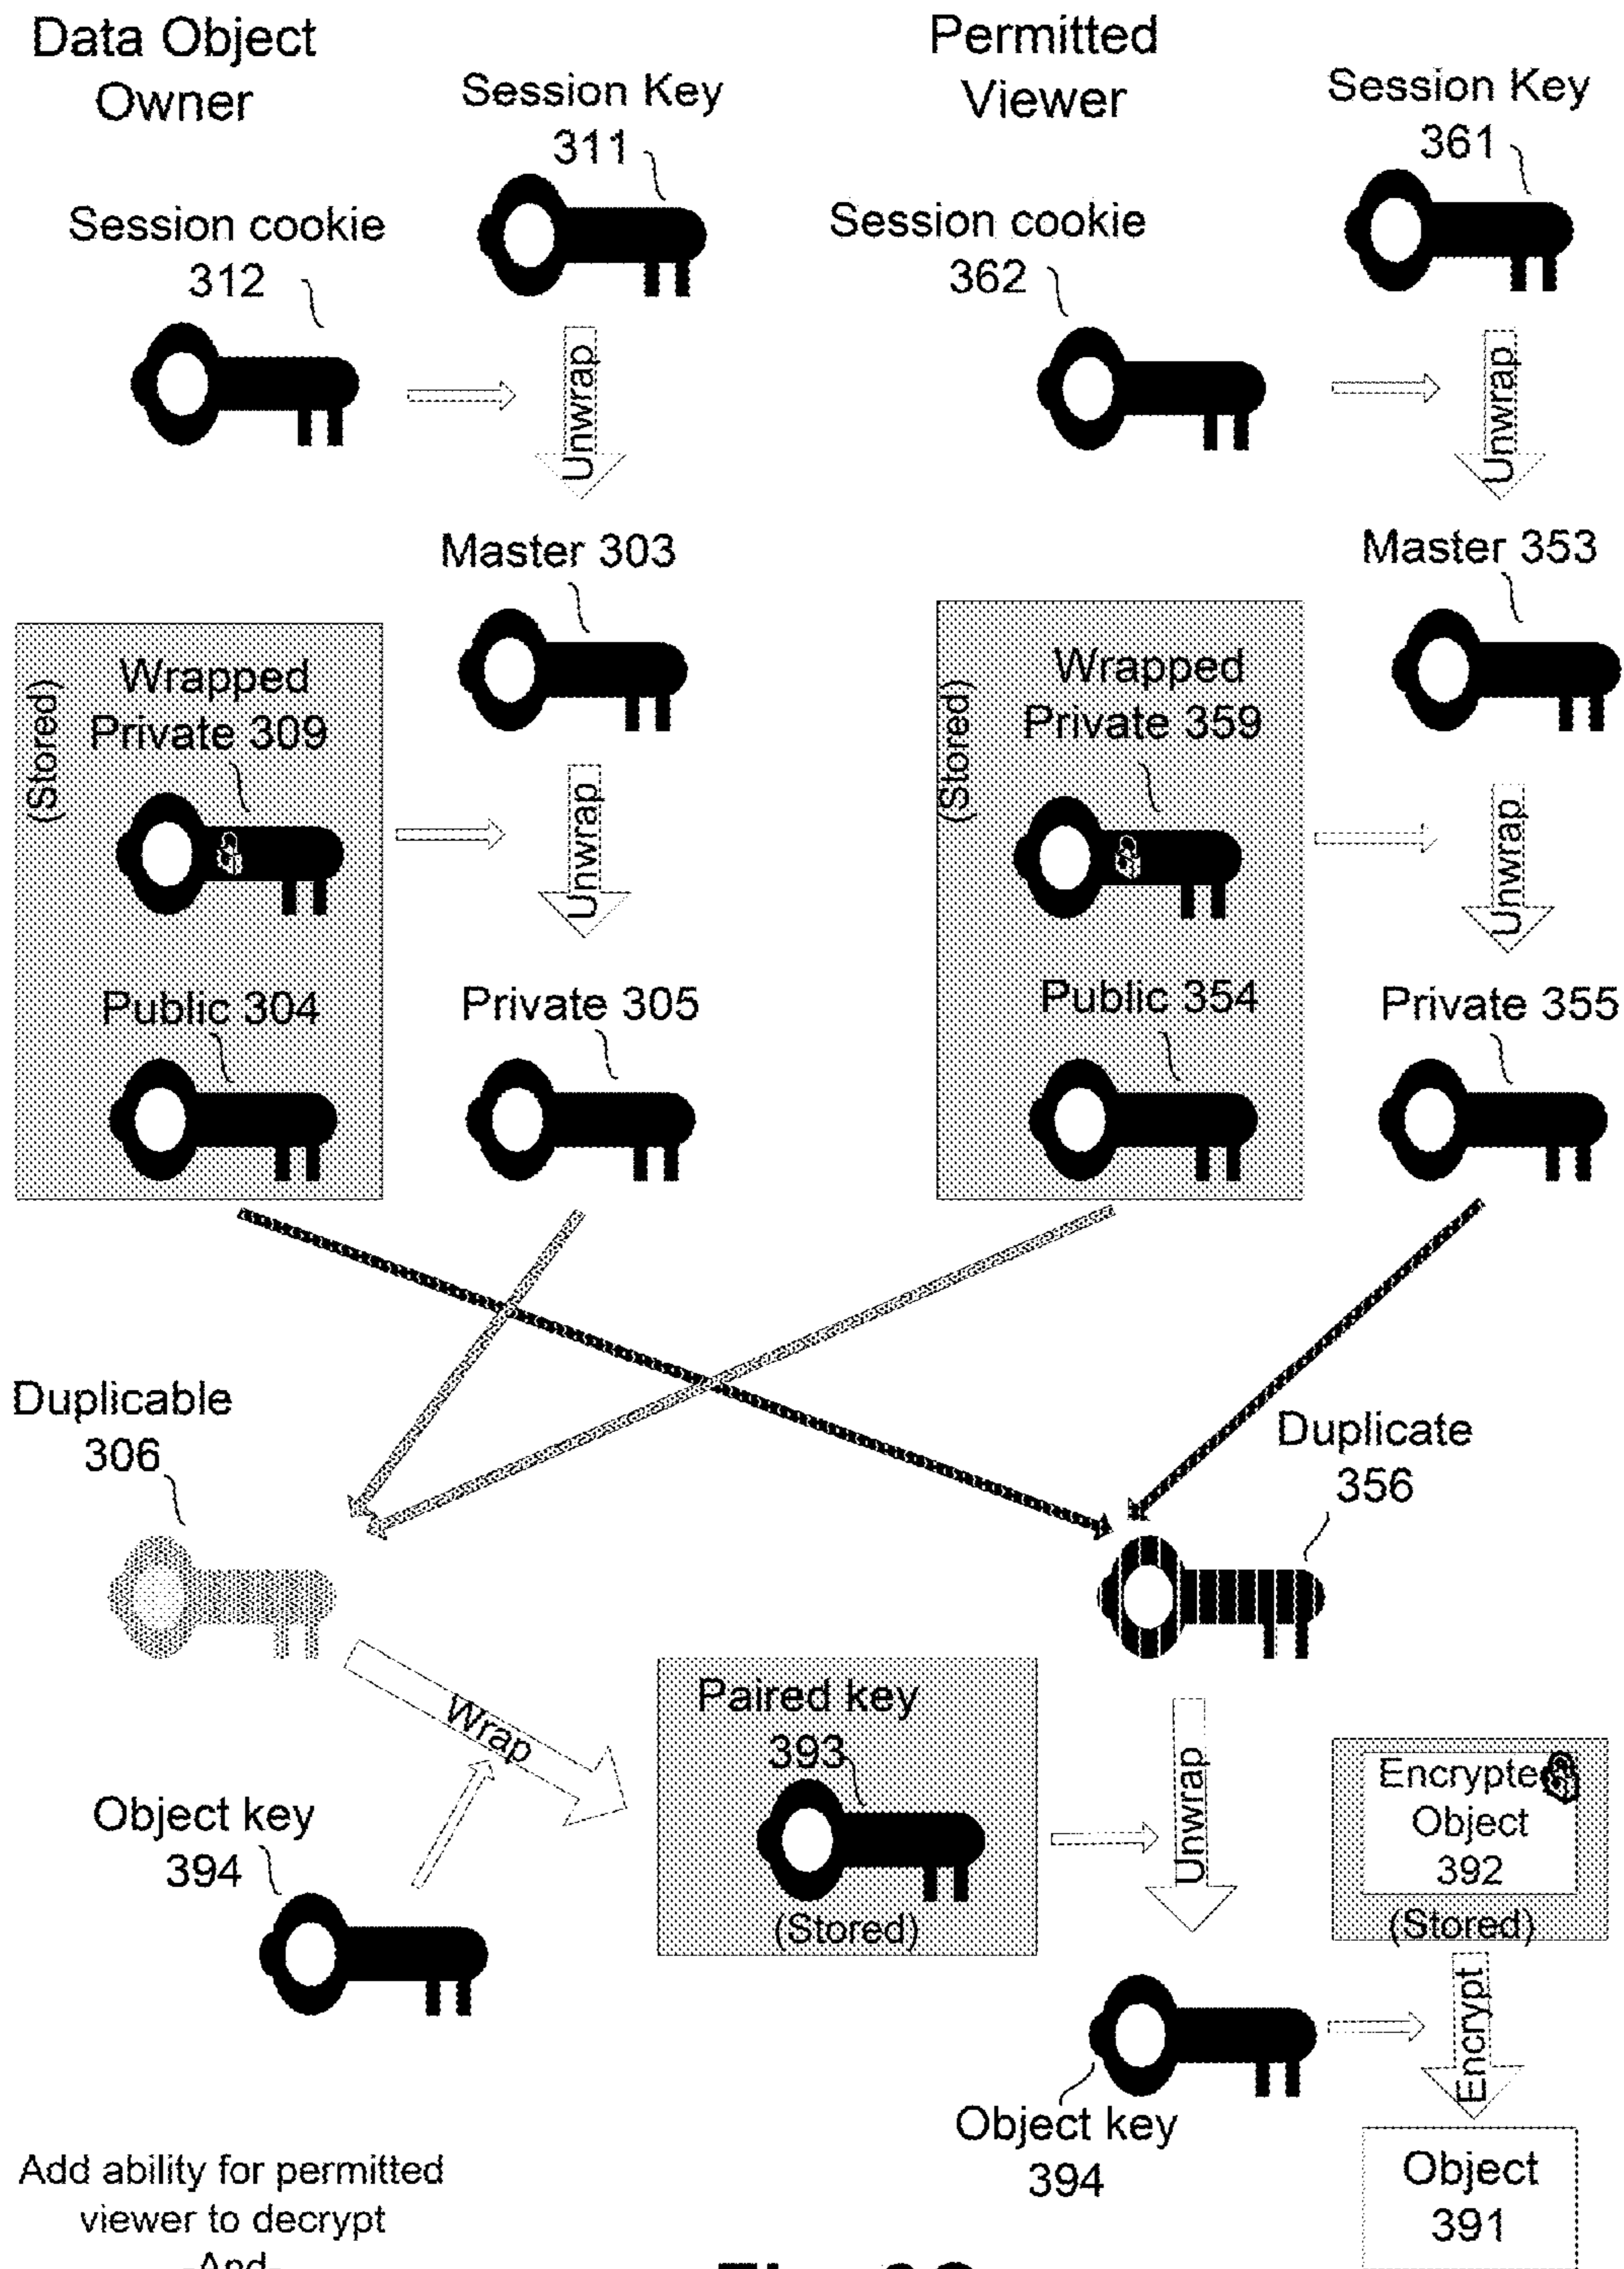 Data Object
Owner
Session Key
311
Session cookie
312
Unwrap
Master 303
(Stored)
Wrapped
Private 309
Unwrap
Public 304
Private 305
Permitted
Viewer
Session Key
361
Session cookie
362
Unwrap
Master 353
(Stored)
Wrapped
Private 359
Unwrap
Public 354
Private 355
Duplicable
306
Duplicate
356
Wrap
Object key
394
Paired key
393
(Stored)
Unwrap
Encrypte
Object
392
(Stored)
Encrypt
Object key
394
Object
391
Add ability for permitted
viewer to decrypt
-And-